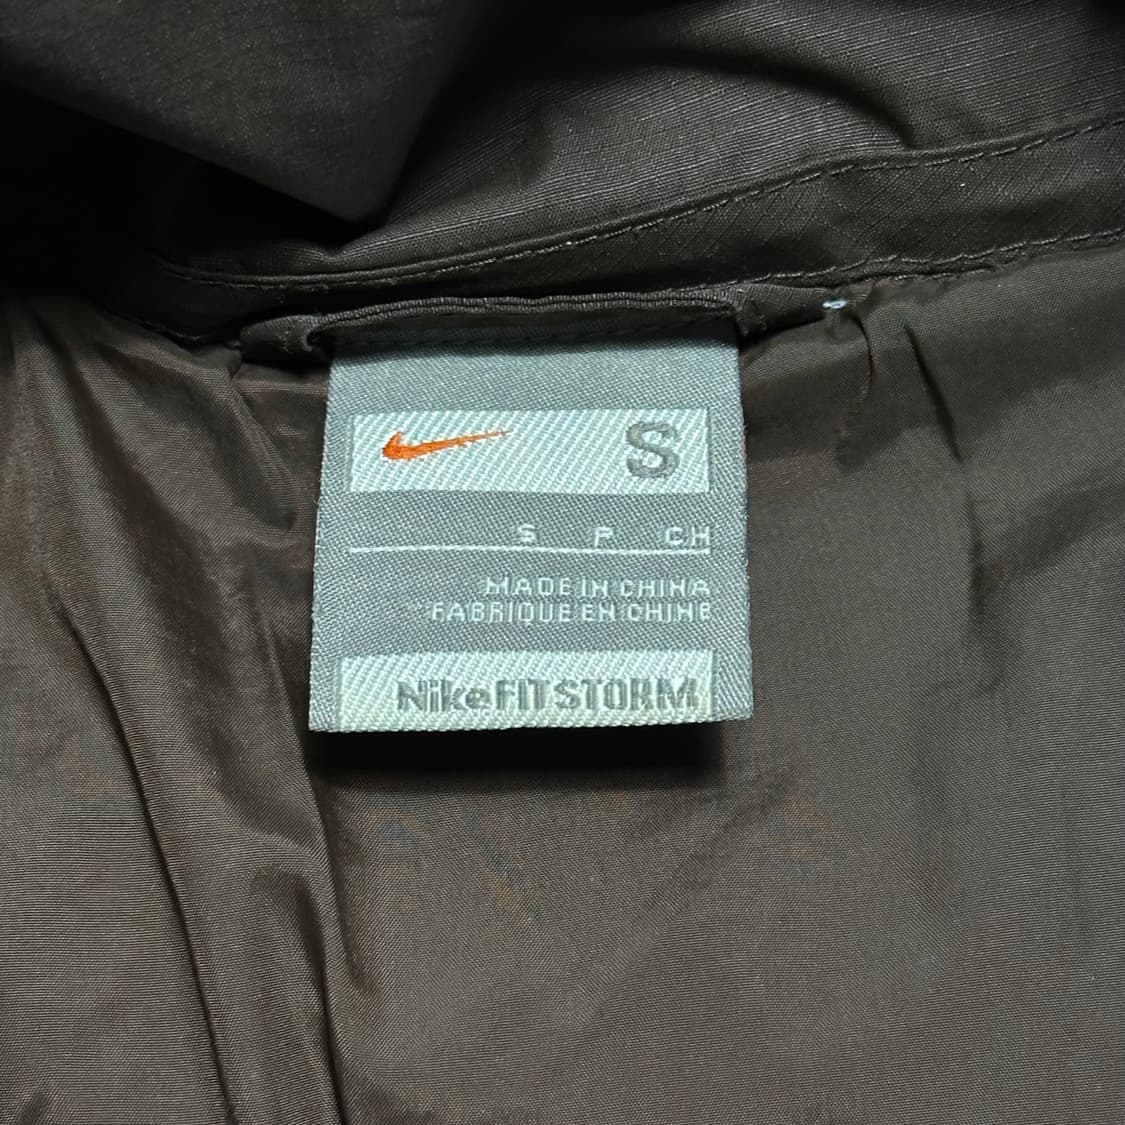 S
S P CH
MADE IN CHINA
FABRIQUE EN CHINE
NikeFITSTORM